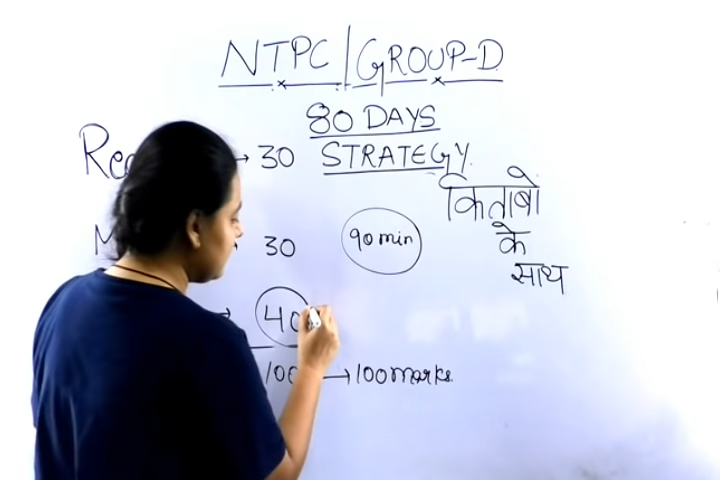 NTPC/GROUP-D
80 DAYS
STRATEGY
→ 30
किताबो
के
साथ
30
90 min
→ 40
100 → 100 marks